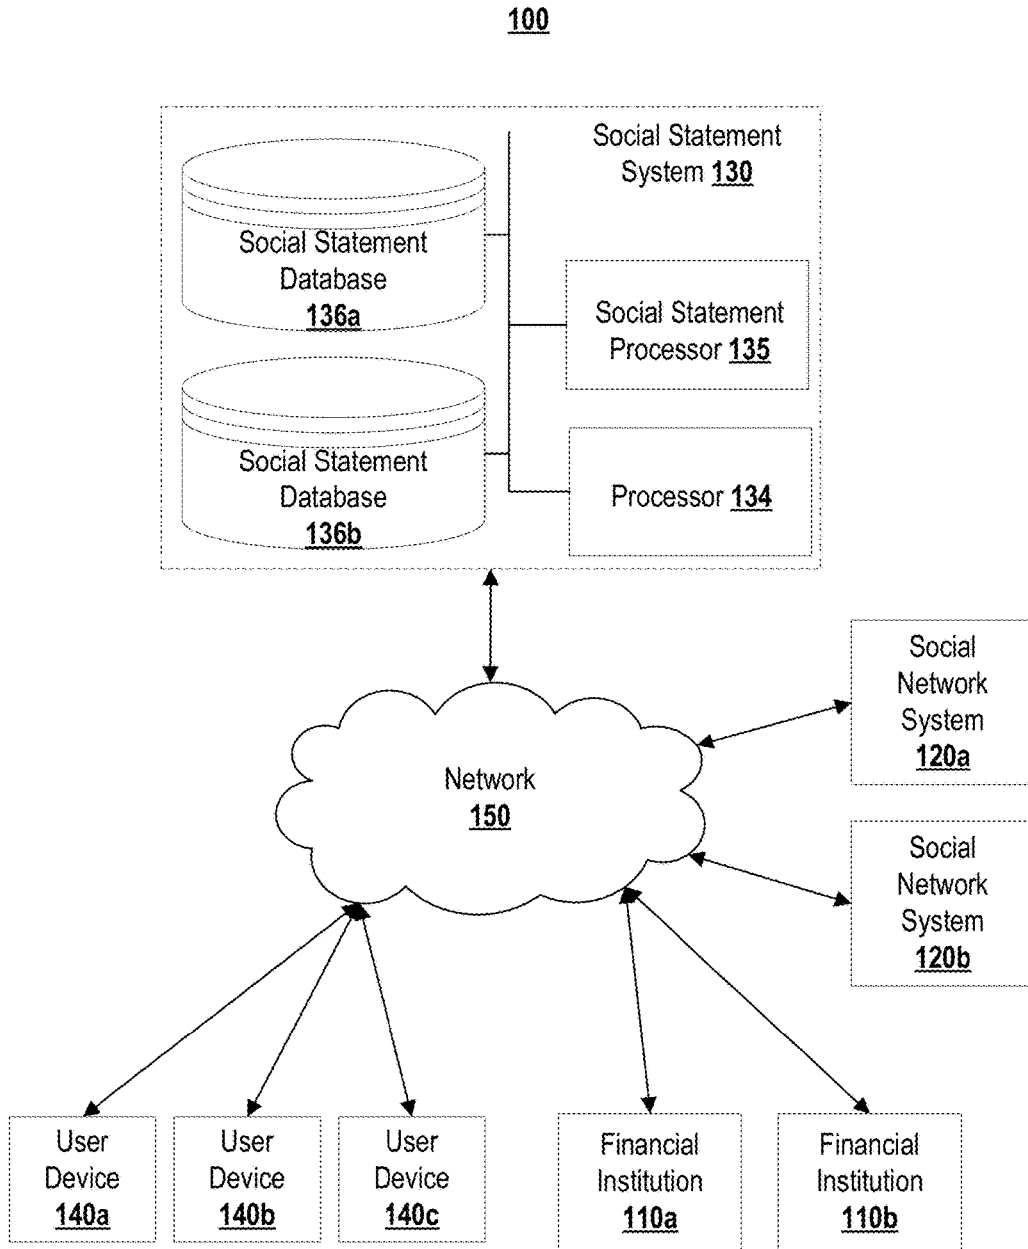 100
Social Statement
System 130
Social Statement
Database
136a
Social Statement
Processor 135
Social Statement
Database
136b
Processor 134
Social
Network
System
120a
Network
150
Social
Network
System
120b
User
Device
140a
User
Device
140b
User
Device
140c
Financial
Institution
110a
Financial
Institution
110b